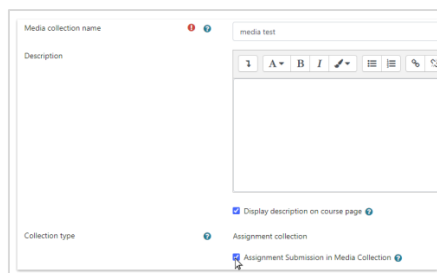 Media collection name
media test
Description
A B I
Display description on course page
Collection type
Assignment collection
Assignment Submission in Media Collection